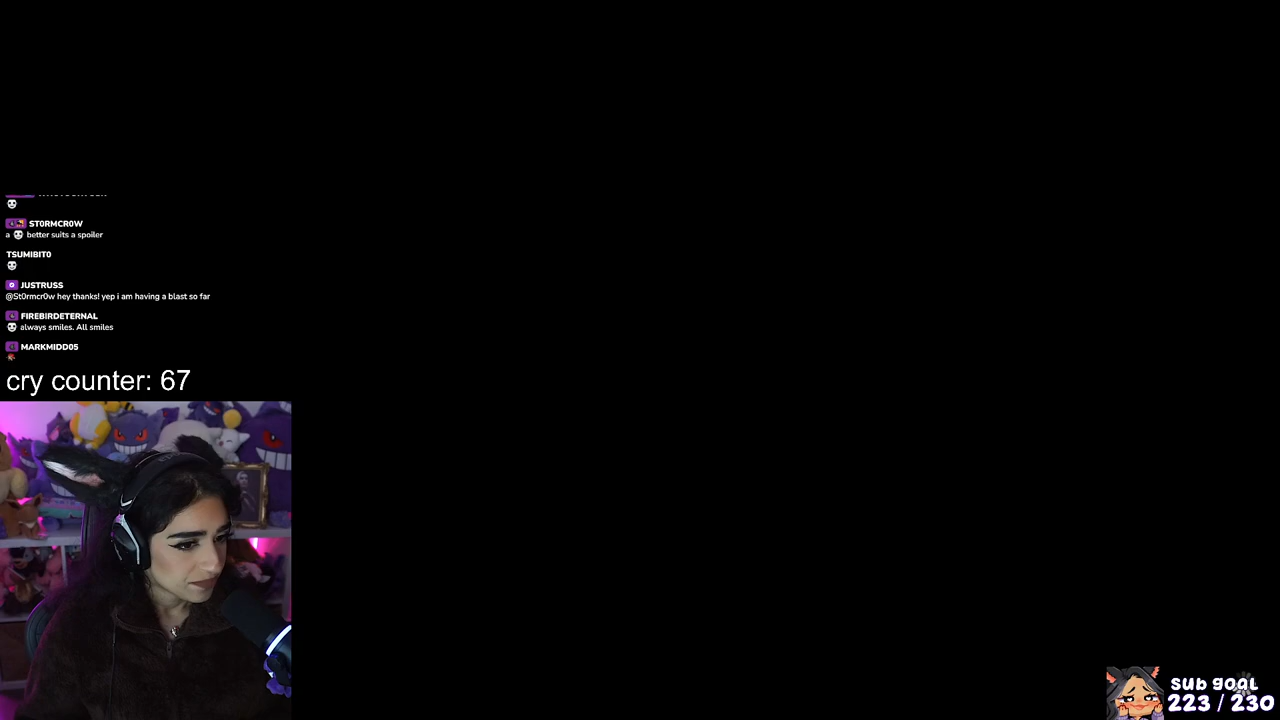 ST0RMCR0W
a better suits a spoiler
TSUMIBIT0
JUSTRUSS
@St0rmcr0w hey thanks! yep i am having a blast so far
FIREBIRDETERNAL
always smiles. All smiles
MARKMIDD05
cry counter: 67
sub goal
223 / 230